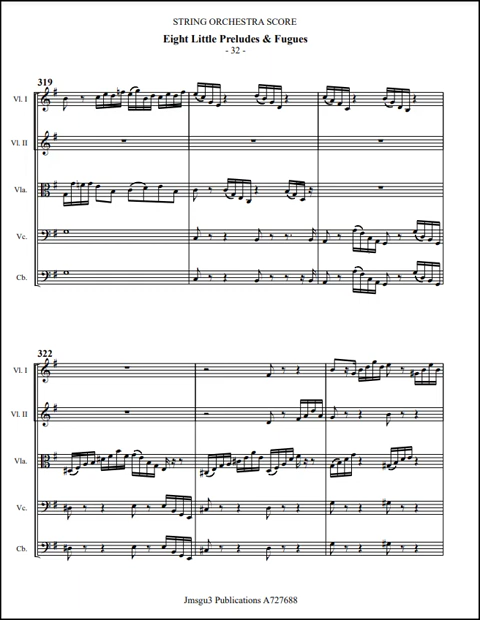 STRING ORCHESTRA SCORE
Eight Little Preludes & Fugues
- 32 -
319
Vl. I
Vl. II
Vla.
Vc.
Cb.
322
Vl. I
Vl. II
Vla.
Vc.
Cb.
Jmsgu3 Publications A727688